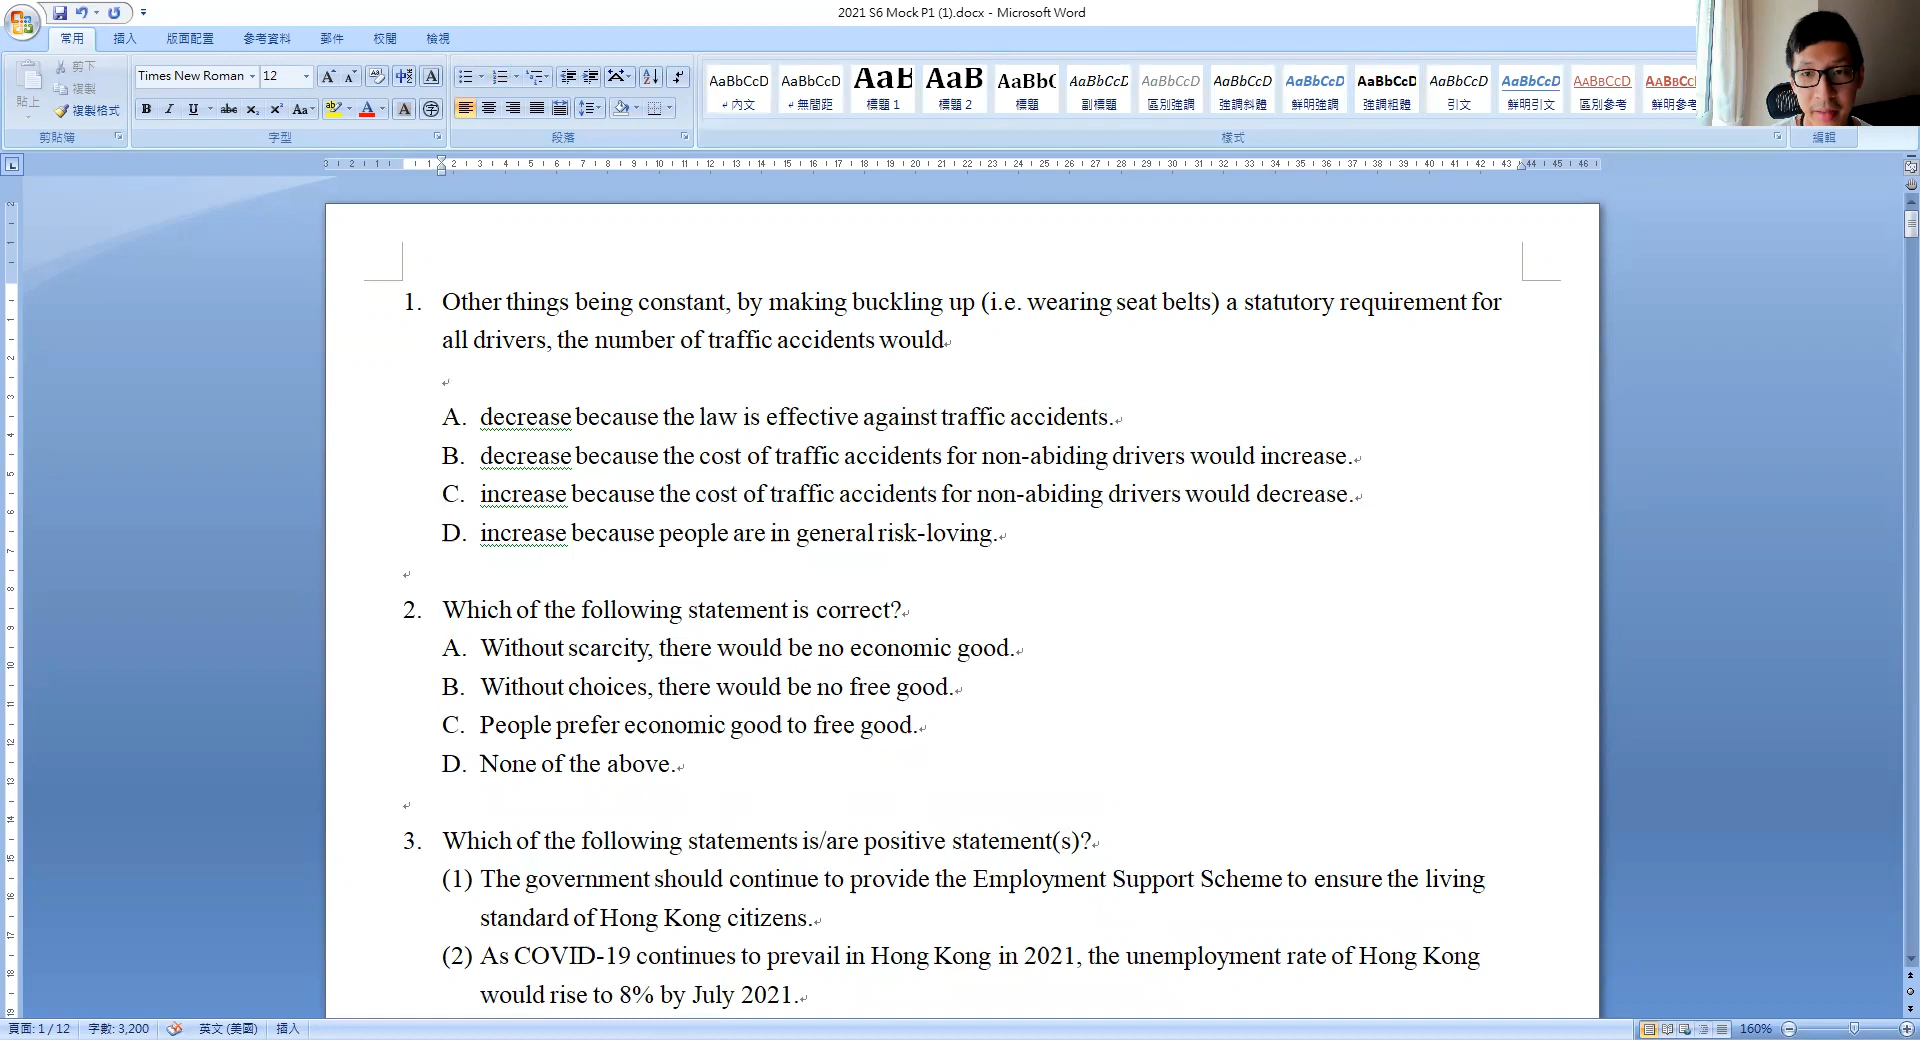 2021 S6 Mock P1 (1).docx - Microsoft Word
常用 插入 版面配置 參考資料 郵件 校閱 檢視
剪下
複製
貼上
複製格式
剪貼簿
Times New Roman 12
字型
段落
AaBbCcD AaBbCcD AaB AaB AaBbC AaBbCcD AaBbCcD AaBbCcD AaBbCcD AaBbCcD AaBbCcD AaBbCcD AaBbCcD AaBbC
內文 無間距 標題 1 標題 2 標題 副標題 區別強調 強調斜體 鮮明強調 強調粗體 引文 鮮明引文 區別參考 鮮明參考
樣式
編輯
1. Other things being constant, by making buckling up (i.e. wearing seat belts) a statutory requirement for
all drivers, the number of traffic accidents would
A. decrease because the law is effective against traffic accidents.
B. decrease because the cost of traffic accidents for non-abiding drivers would increase.
C. increase because the cost of traffic accidents for non-abiding drivers would decrease.
D. increase because people are in general risk-loving.
2. Which of the following statement is correct?
A. Without scarcity, there would be no economic good.
B. Without choices, there would be no free good.
C. People prefer economic good to free good.
D. None of the above.
3. Which of the following statements is/are positive statement(s)?
(1) The government should continue to provide the Employment Support Scheme to ensure the living
standard of Hong Kong citizens.
(2) As COVID-19 continues to prevail in Hong Kong in 2021, the unemployment rate of Hong Kong
would rise to 8% by July 2021.
頁面: 1 / 12 字數: 3,200 英文 (美國) 插入 160%